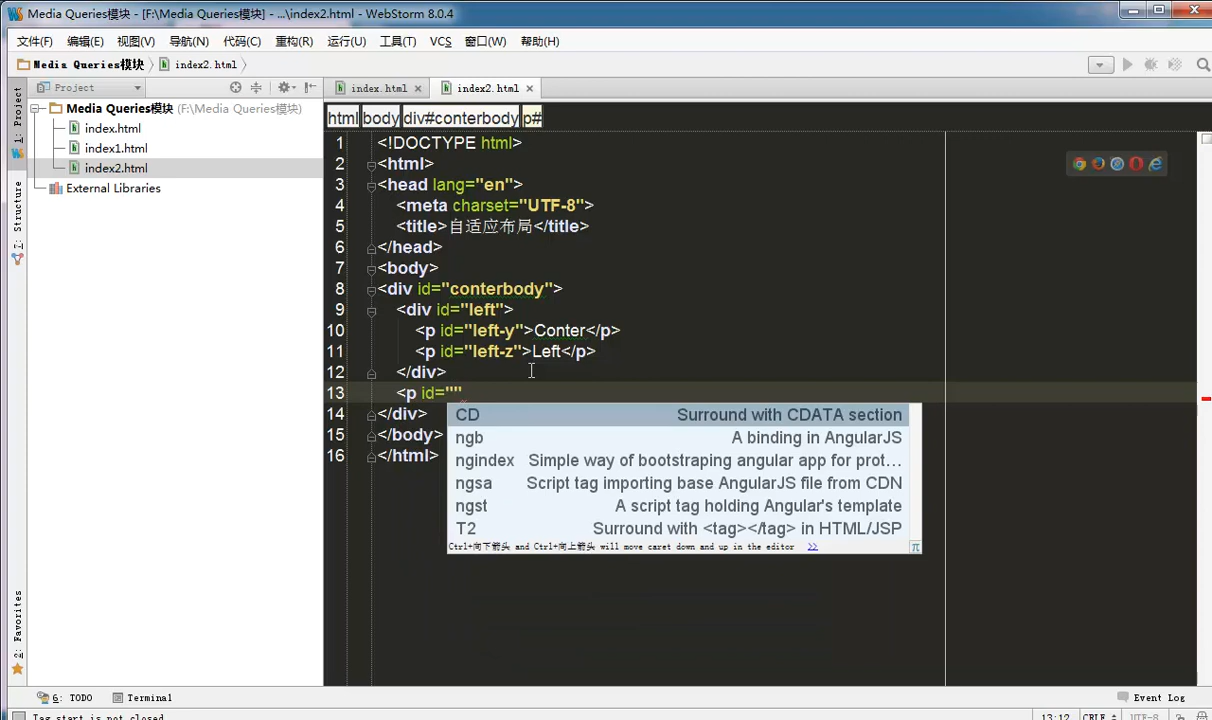 Media Queries模块 - [F:\Media Queries模块] - ...\index2.html - WebStorm 8.0.4
文件(F) 编辑(E) 视图(V) 导航(N) 代码(C) 重构(R) 运行(U) 工具(T) VCS 窗口(W) 帮助(H)
Media Queries模块 index2.html
Project index.html index2.html
1: Project
Media Queries模块 (F:\Media Queries模块)
index.html
index1.html
index2.html
External Libraries
7: Structure
2: Favorites
html body div#conterbody p#
1 <!DOCTYPE html>
2 <html>
3 <head lang="en">
4 <meta charset="UTF-8">
5 <title>自适应布局</title>
6 </head>
7 <body>
8 <div id="conterbody">
9 <div id="left">
10 <p id="left-y">Conter</p>
11 <p id="left-z">Left</p>
12 </div>
13 <p id=""
14 </div>
15 </body>
16 </html>
CD Surround with CDATA section
ngb A binding in AngularJS
ngindex Simple way of bootstraping angular app for prot...
ngsa Script tag importing base AngularJS file from CDN
ngst A script tag holding Angular's template
T2 Surround with <tag></tag> in HTML/JSP
Ctrl+向下箭头 and Ctrl+向上箭头 will move caret down and up in the editor >> π
6: TODO Terminal Event Log
Tag start is not closed 13:12 CRLF UTF-8